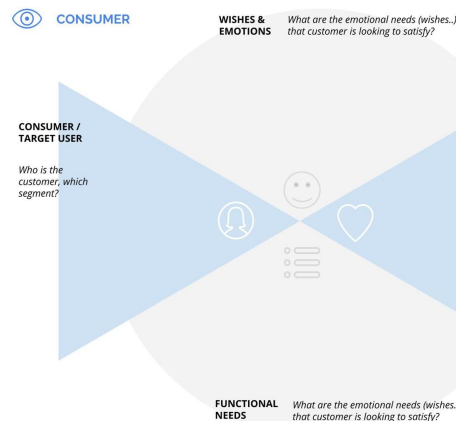 CONSUMER
WISHES & What are the emotional needs (wishes..)
EMOTIONS that customer is looking to satisfy?
CONSUMER /
TARGET USER
Who is the
customer, which
segment?
FUNCTIONAL What are the emotional needs (wishes.
NEEDS that customer is looking to satisfy?